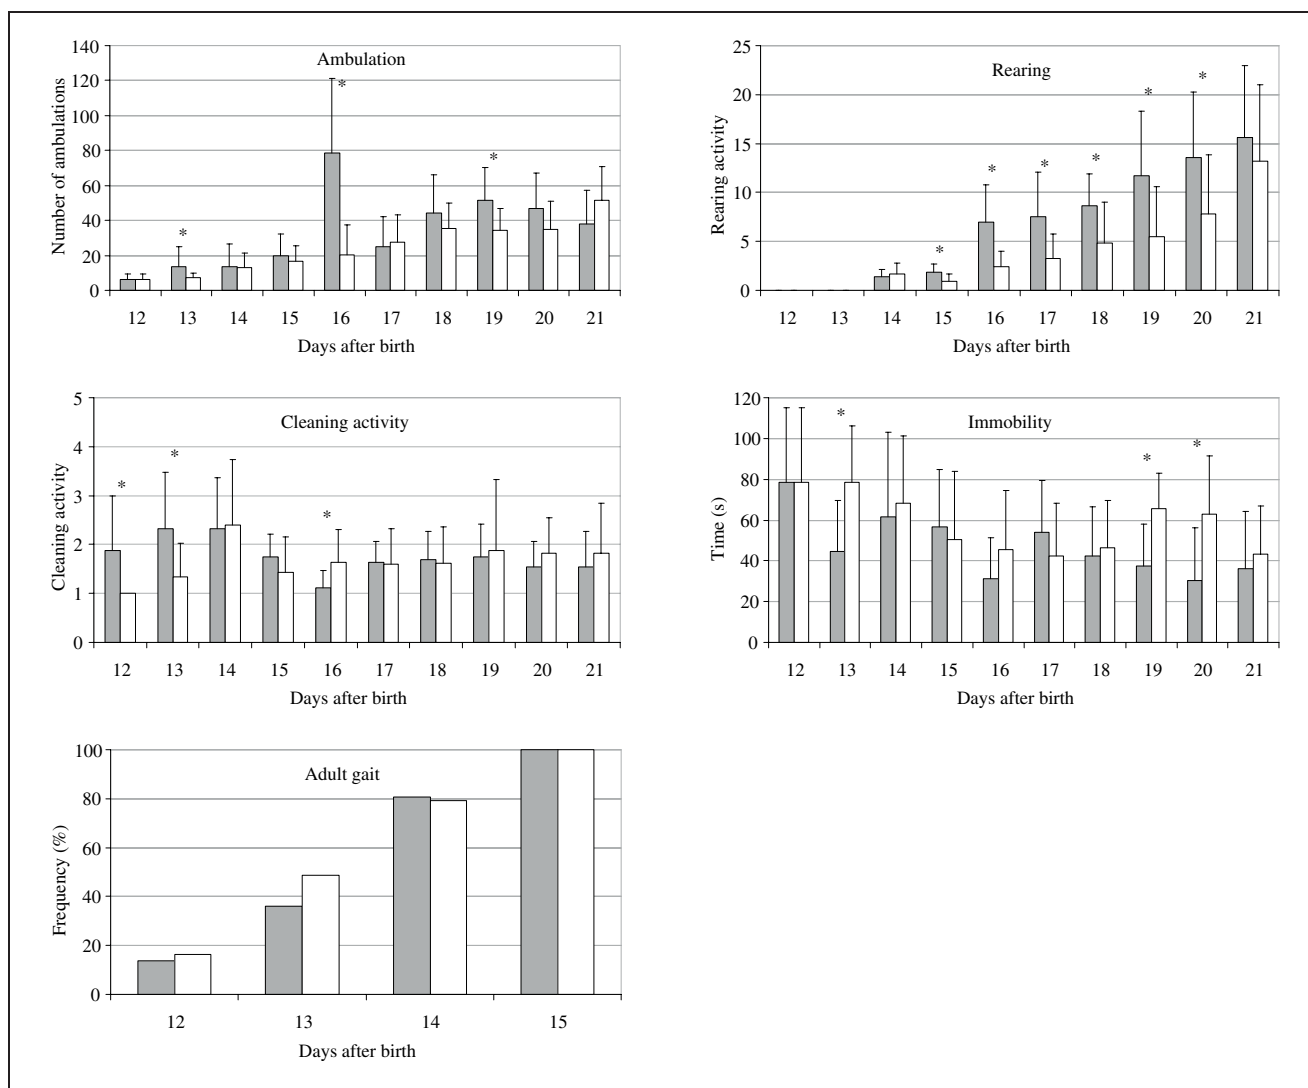 Ambulation
Number of ambulations
140
120
100
80
60
40
20
0
*
*
*
12 13 14 15 16 17 18 19 20 21
Days after birth
Rearing
Rearing activity
25
20
15
10
5
0
*
*
*
*
*
*
12 13 14 15 16 17 18 19 20 21
Days after birth
Cleaning activity
Cleaning activity
5
4
3
2
1
0
*
*
*
12 13 14 15 16 17 18 19 20 21
Days after birth
Immobility
Time (s)
120
100
80
60
40
20
0
*
*
*
12 13 14 15 16 17 18 19 20 21
Days after birth
Adult gait
Frequency (%)
100
80
60
40
20
0
12 13 14 15
Days after birth